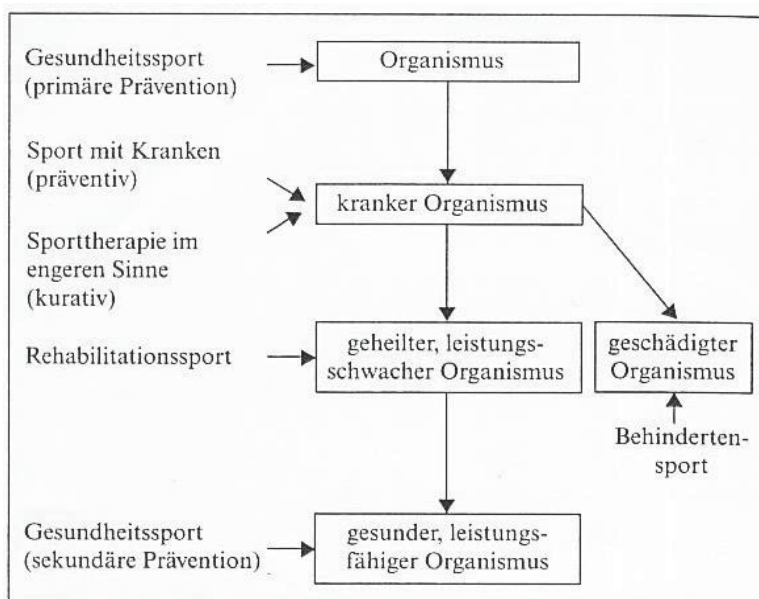 Gesundheitssport
(primäre Prävention)
Organismus
Sport mit Kranken
(präventiv)
kranker Organismus
Sporttherapie im
engeren Sinne
(kurativ)
Rehabilitationssport
geheilter, leistungs-
schwacher Organismus
geschädigter
Organismus
Behinderten-
sport
Gesundheitssport
(sekundäre Prävention)
gesunder, leistungs-
fähiger Organismus